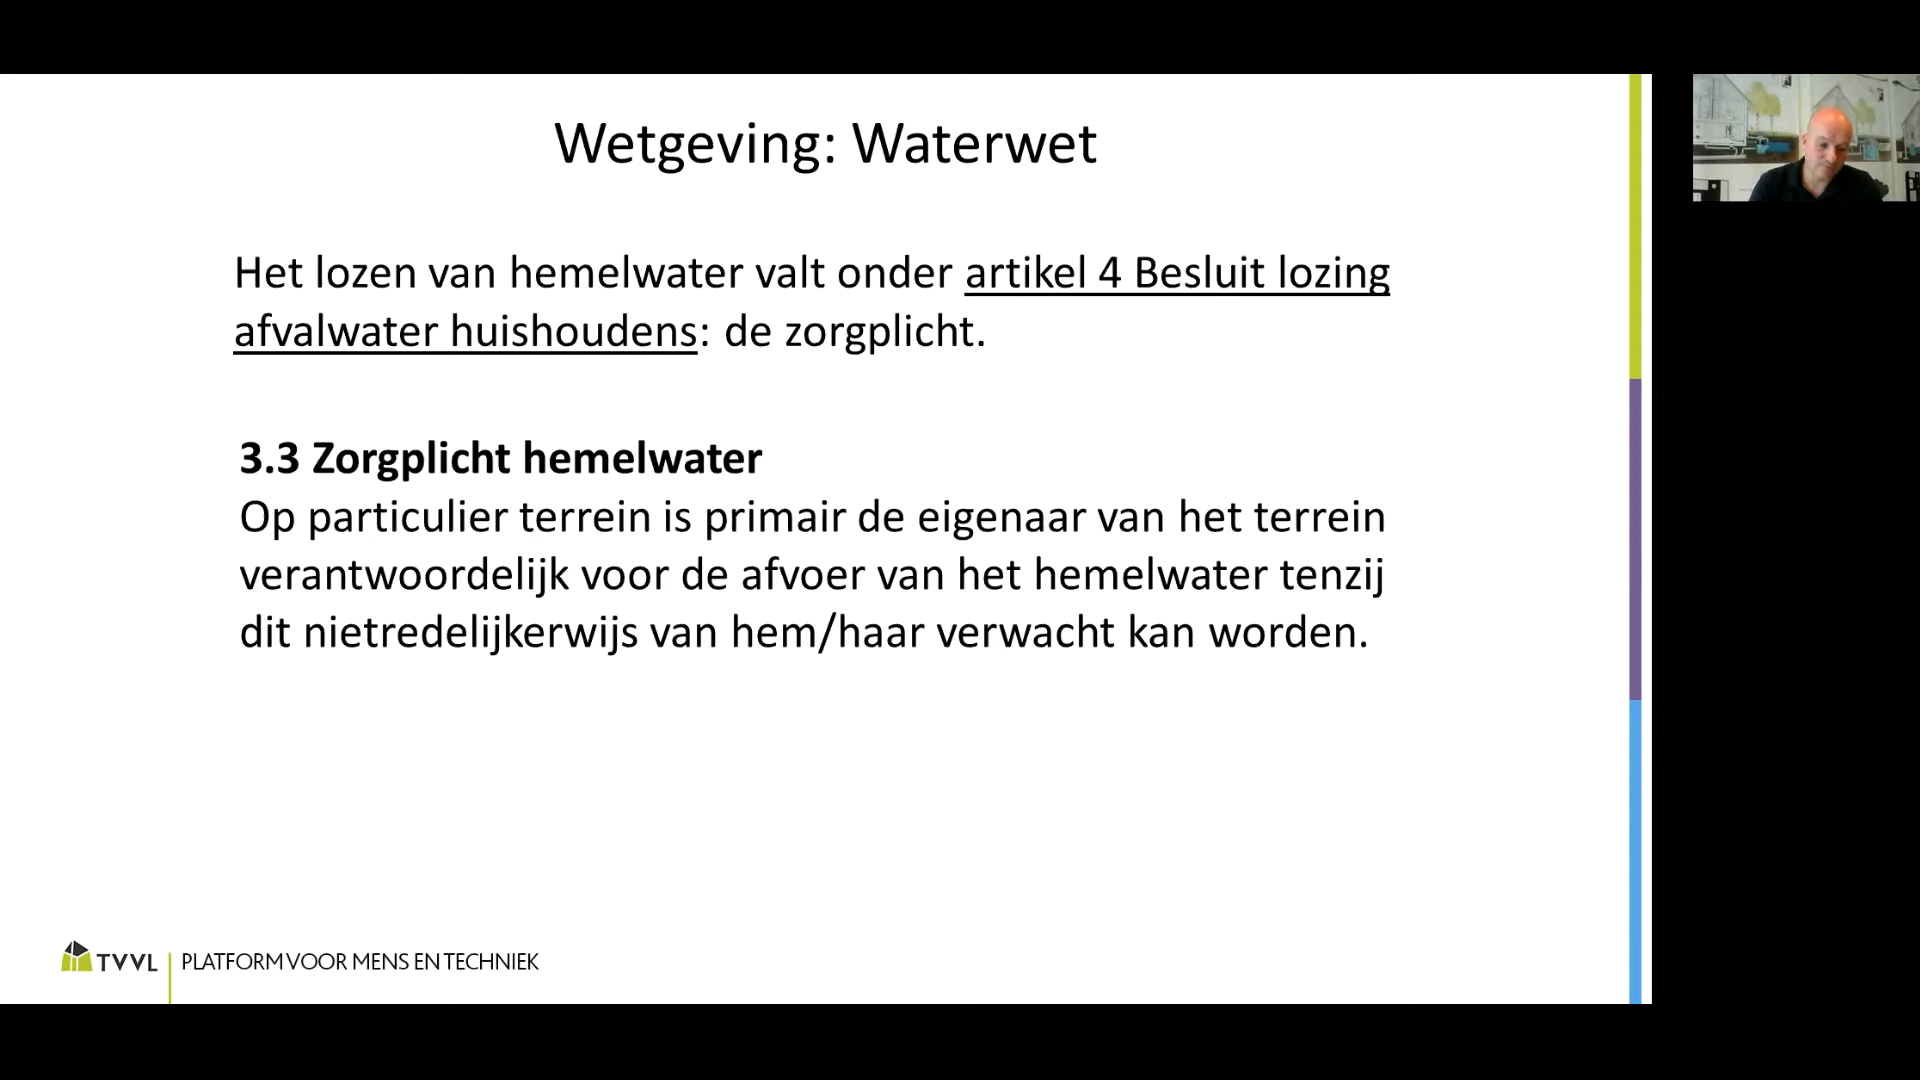 Wetgeving: Waterwet
Het lozen van hemelwater valt onder artikel 4 Besluit lozing
afvalwater huishoudens: de zorgplicht.
3.3 Zorgplicht hemelwater
Op particulier terrein is primair de eigenaar van het terrein
verantwoordelijk voor de afvoer van het hemelwater tenzij
dit nietredelijkerwijs van hem/haar verwacht kan worden.
TVVL PLATFORM VOOR MENS EN TECHNIEK